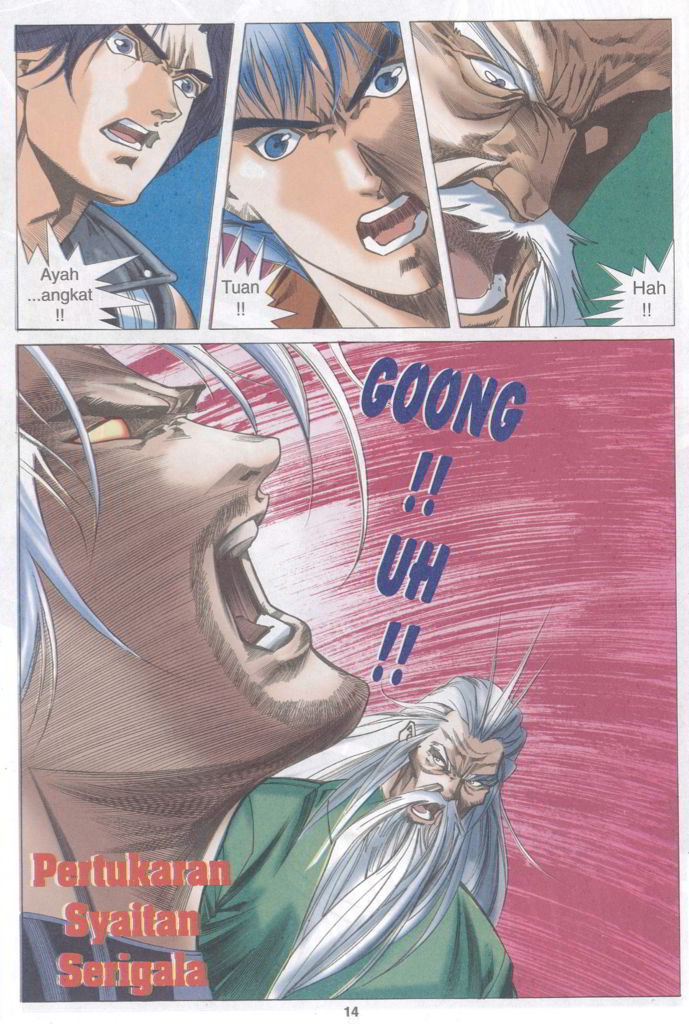 Ayah
...angkat
!!
Tuan
!!
Hah
!!
GOONG
!!
UH
!!
Pertukaran
Syaitan
Serigala
14